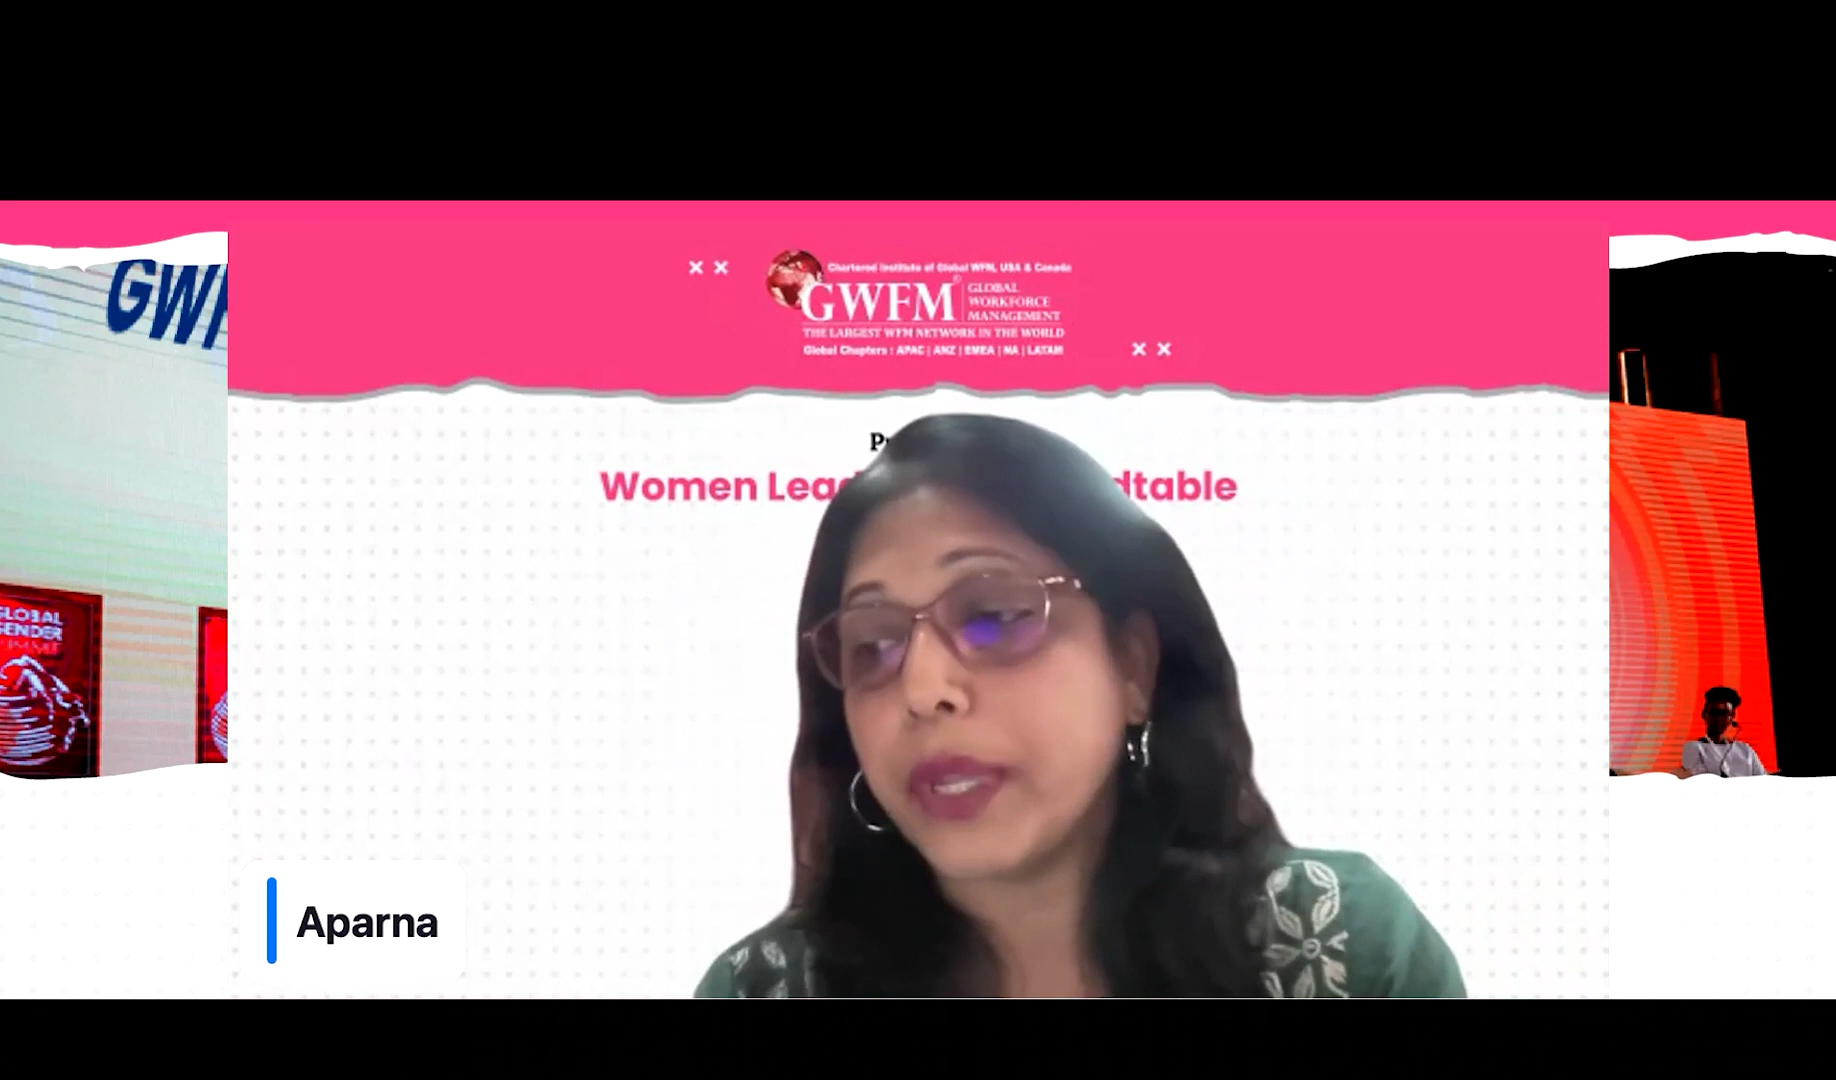 Chartered Institute of Global WFM, USA & Canada
GWFM
©
GLOBAL
WORKFORCE
MANAGEMENT
THE LARGEST WFM NETWORK IN THE WORLD
Global Chapters : APAC | ANZ | EMEA | NA | LATAM
GW
Women Lea
dtable
GLOBAL
GENDER
Aparna